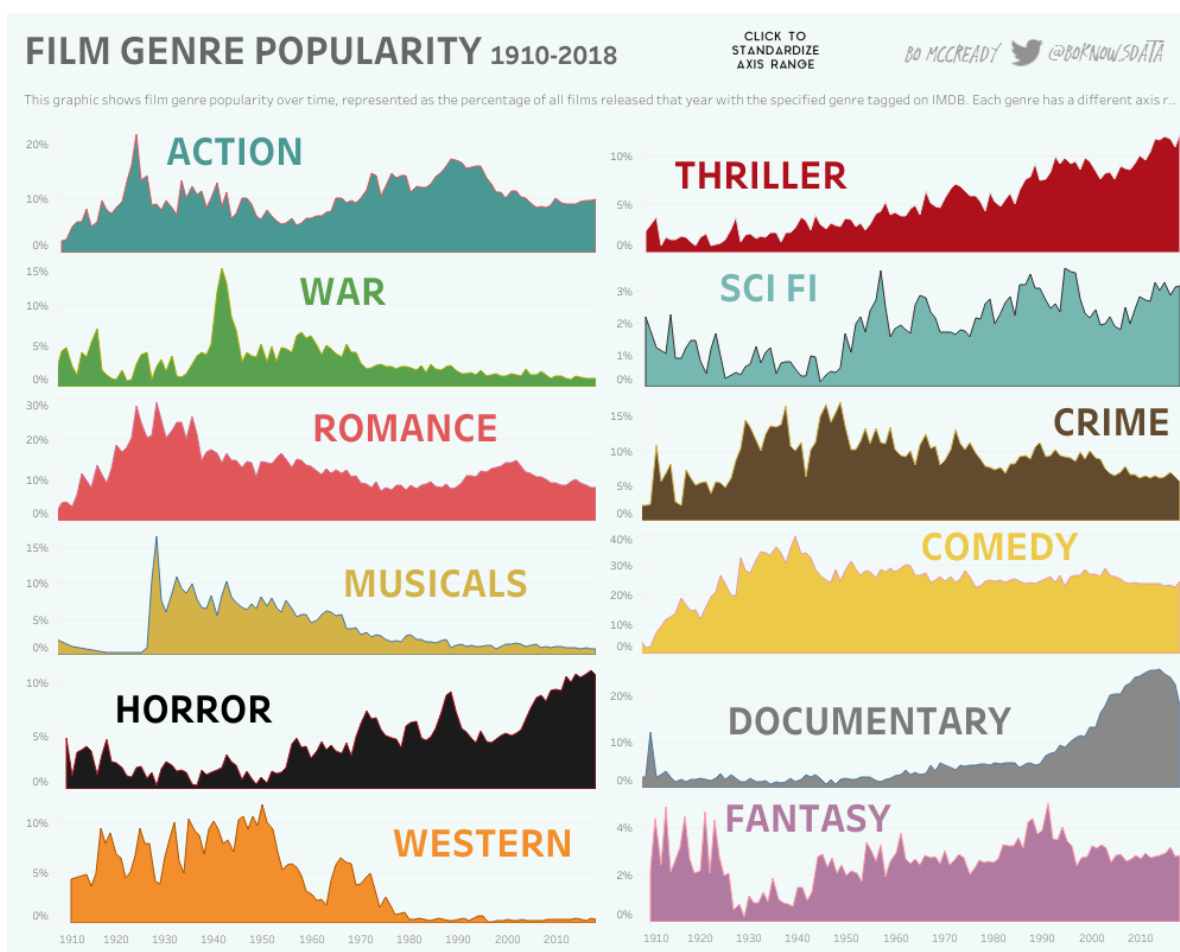 FILM GENRE POPULARITY 1910-2018
CLICK TO
STANDARDIZE
AXIS RANGE
BO MCCREADY @BOKNOWSDATA
This graphic shows film genre popularity over time, represented as the percentage of all films released that year with the specified genre tagged on IMDB. Each genre has a different axis r..
ACTION
20%
10%
0%
THRILLER
10%
5%
0%
WAR
15%
10%
5%
0%
SCI FI
3%
2%
1%
0%
ROMANCE
30%
20%
10%
0%
CRIME
15%
10%
5%
0%
MUSICALS
15%
10%
5%
0%
COMEDY
40%
30%
20%
10%
0%
HORROR
10%
5%
0%
DOCUMENTARY
20%
10%
0%
WESTERN
10%
5%
0%
FANTASY
4%
2%
0%
1910 1920 1930 1940 1950 1960 1970 1980 1990 2000 2010
1910 1920 1930 1940 1950 1960 1970 1980 1990 2000 2010